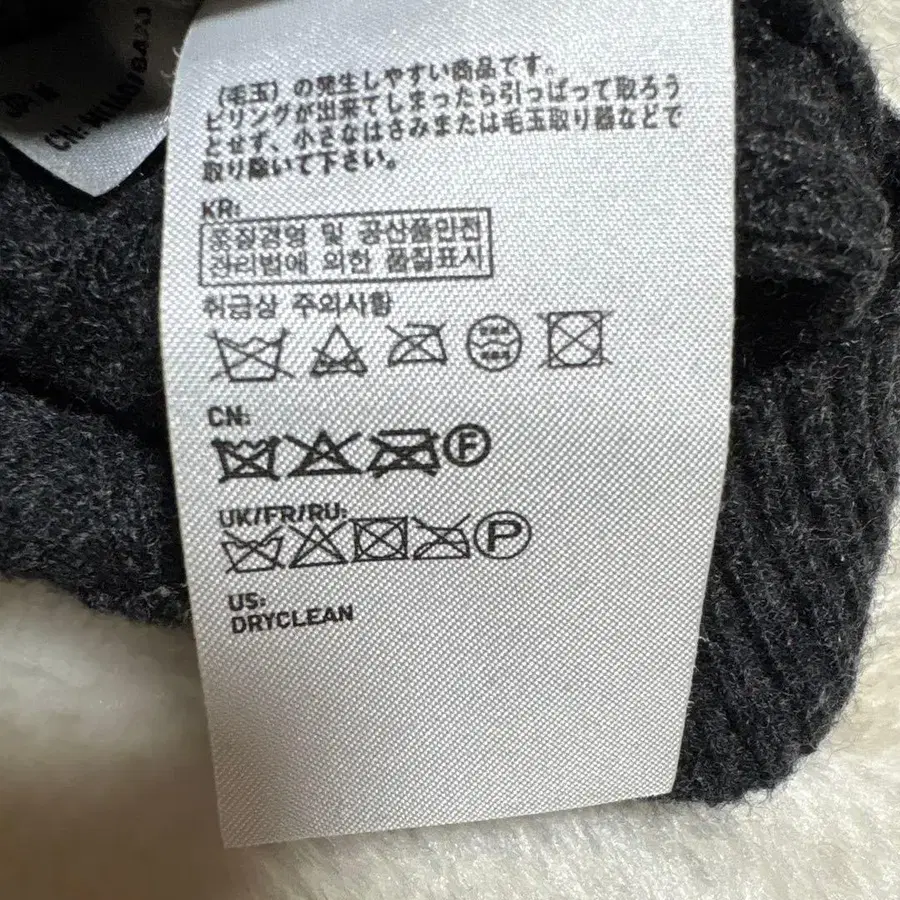 （毛玉）の発生しやすい商品です。
ピリングが出来てしまったら引っぱって取ろう
とせず、小さなはさみまたは毛玉取り器などで
取り除いて下さい。
KR:
품질경영 및 공산품안전
관리법에 의한 품질표시
취급상 주의사항
CN:
F
UK/FR/RU:
P
US:
DRYCLEAN